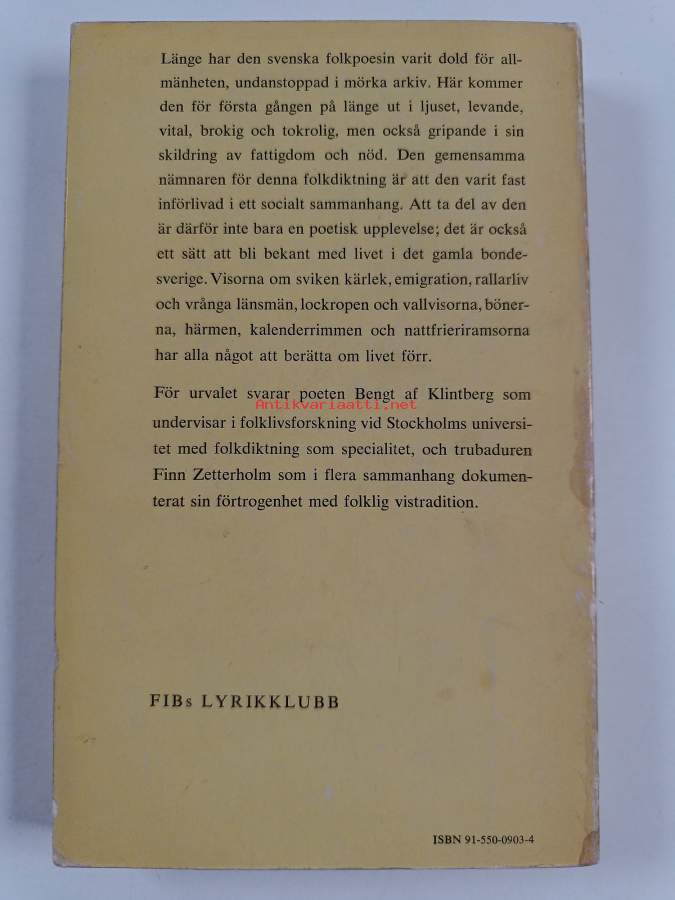 Länge har den svenska folkpoesin varit dold för all-
mänheten, undanstoppad i mörka arkiv. Här kommer
den för första gången på länge ut i ljuset, levande,
vital, brokig och tokrolig, men också gripande i sin
skildring av fattigdom och nöd. Den gemensamma
nämnaren för denna folkdiktning är att den varit fast
införlivad i ett socialt sammanhang. Att ta del av den
är därför inte bara en poetisk upplevelse; det är också
ett sätt att bli bekant med livet i det gamla bonde-
sverige. Visorna om sviken kärlek, emigration, rallarliv
och vrånga länsmän, lockropen och vallvisorna, böner-
na, härmen, kalenderrimmen och nattfrieriramsorna
har alla något att berätta om livet förr.
För urvalet svarar poeten Bengt af Klintberg som
Antikvariaatti.net
undervisar i folklivsforskning vid Stockholms universi-
tet med folkdiktning som specialitet, och trubaduren
Finn Zetterholm som i flera sammanhang dokumen-
terat sin förtrogenhet med folklig vistradition.
FIBs LYRIKKLUBB
ISBN 91-550-0903-4